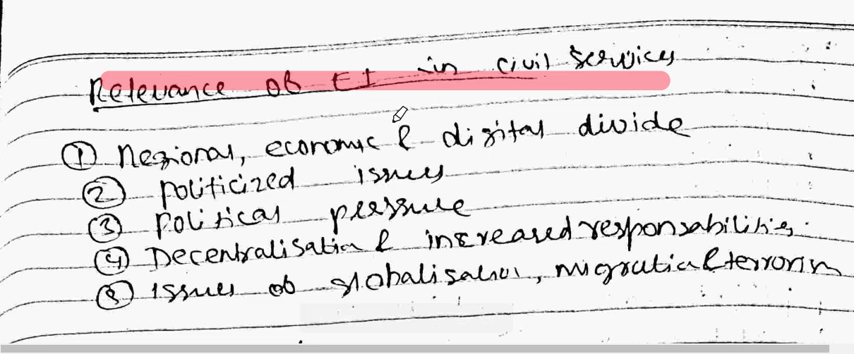 Relevance of EI in civil services
① Regional, economic & digital divide
② politicized issues
③ political pressure
④ Decentralisation & increased responsabilities.
⑤ Issues of globalisation, migration & terrorism